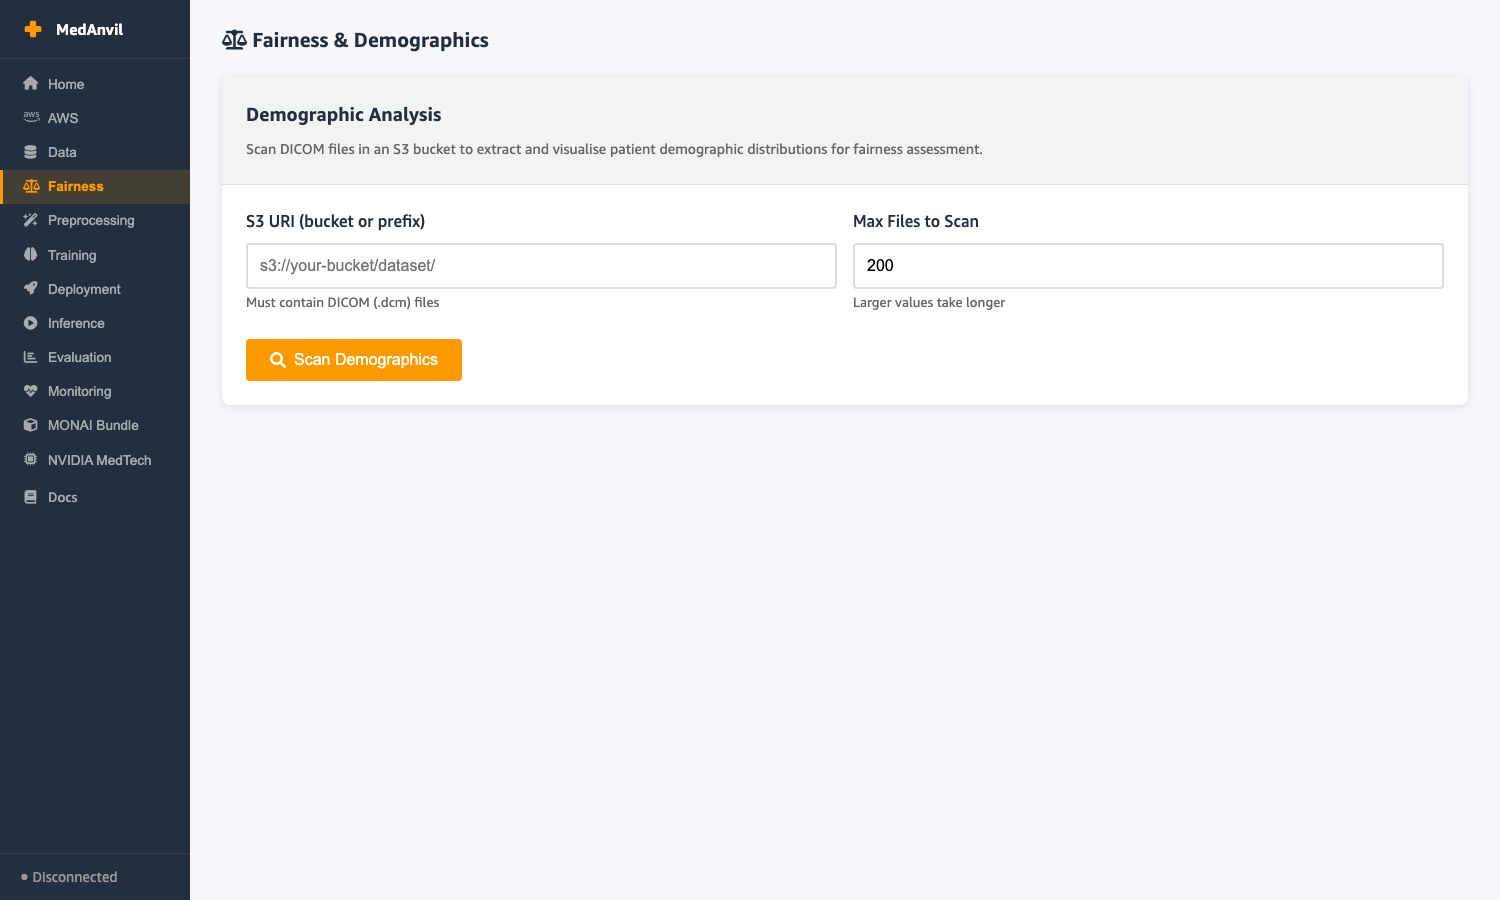 MedAnvil
Home
aws AWS
Data
Fairness
Preprocessing
Training
Deployment
Inference
Evaluation
Monitoring
MONAI Bundle
NVIDIA MedTech
Docs
Disconnected
Fairness & Demographics
Demographic Analysis
Scan DICOM files in an S3 bucket to extract and visualise patient demographic distributions for fairness assessment.
S3 URI (bucket or prefix)
s3://your-bucket/dataset/
Must contain DICOM (.dcm) files
Max Files to Scan
200
Larger values take longer
Scan Demographics